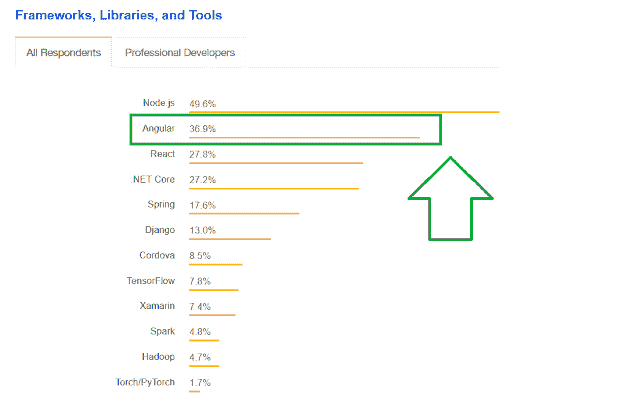 Frameworks, Libraries, and Tools
All Respondents Professional Developers
Node.js 49.6%
Angular 36.9%
React 27.8%
.NET Core 27.2%
Spring 17.6%
Django 13.0%
Cordova 8.5%
TensorFlow 7.8%
Xamarin 7.4%
Spark 4.8%
Hadoop 4.7%
Torch/PyTorch 1.7%